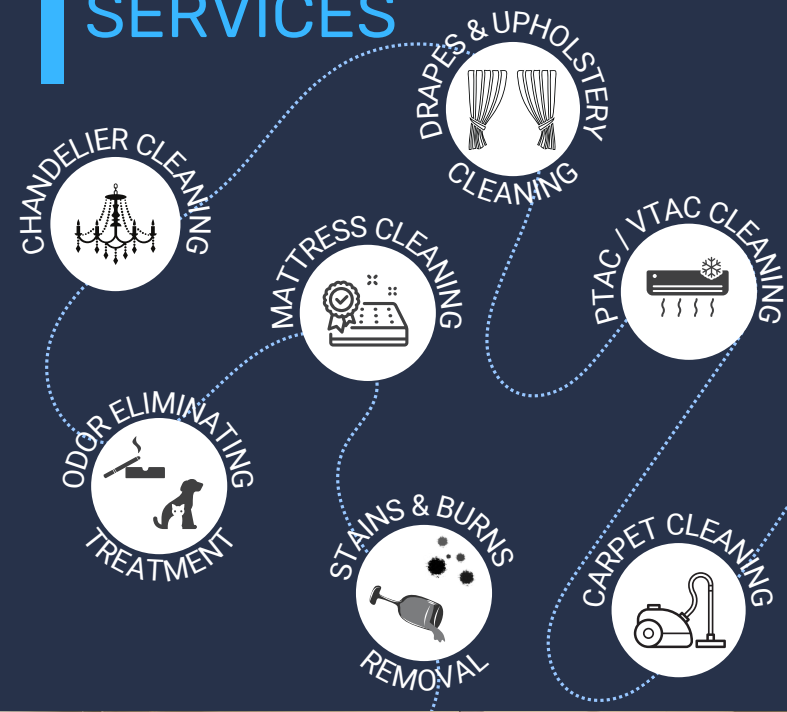 SERVICES
DRAPES & UPHOLSTERY
CLEANING
CHANDELIER CLEANING
MATTRESS CLEANING
PTAC / VTAC CLEANING
ODOR ELIMINATING
TREATMENT
STAINS & BURNS
REMOVAL
CARPET CLEANING